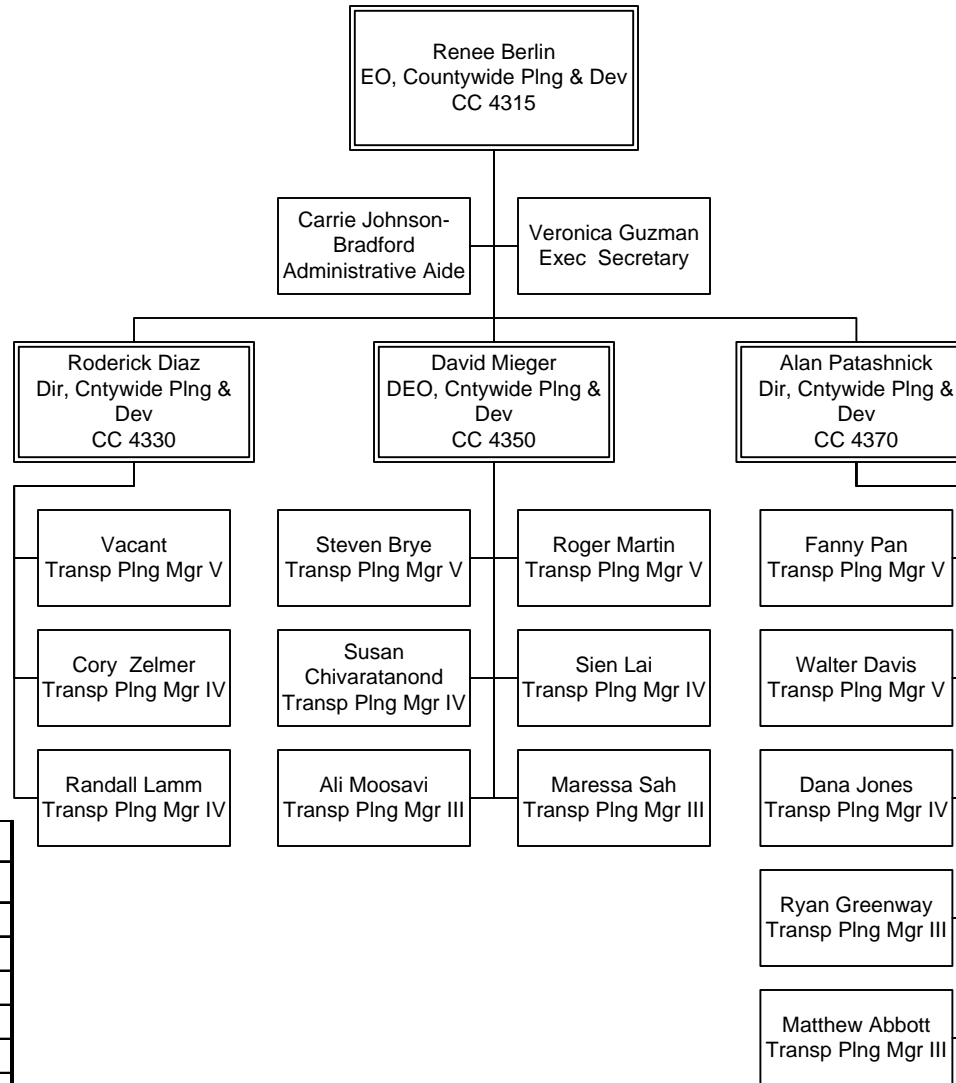 Renee Berlin
EO, Countywide Plng & Dev
CC 4315
Carrie Johnson-
Bradford
Administrative Aide
Veronica Guzman
Exec Secretary
Roderick Diaz
Dir, Cntywide Plng &
Dev
CC 4330
David Mieger
DEO, Cntywide Plng &
Dev
CC 4350
Alan Patashnick
Dir, Cntywide Plng &
Dev
CC 4370
Vacant
Transp Plng Mgr V
Cory Zelmer
Transp Plng Mgr IV
Randall Lamm
Transp Plng Mgr IV
Steven Brye
Transp Plng Mgr V
Roger Martin
Transp Plng Mgr V
Susan
Chivaratanond
Transp Plng Mgr IV
Sien Lai
Transp Plng Mgr IV
Ali Moosavi
Transp Plng Mgr III
Maressa Sah
Transp Plng Mgr III
Fanny Pan
Transp Plng Mgr V
Walter Davis
Transp Plng Mgr V
Dana Jones
Transp Plng Mgr IV
Ryan Greenway
Transp Plng Mgr III
Matthew Abbott
Transp Plng Mgr III